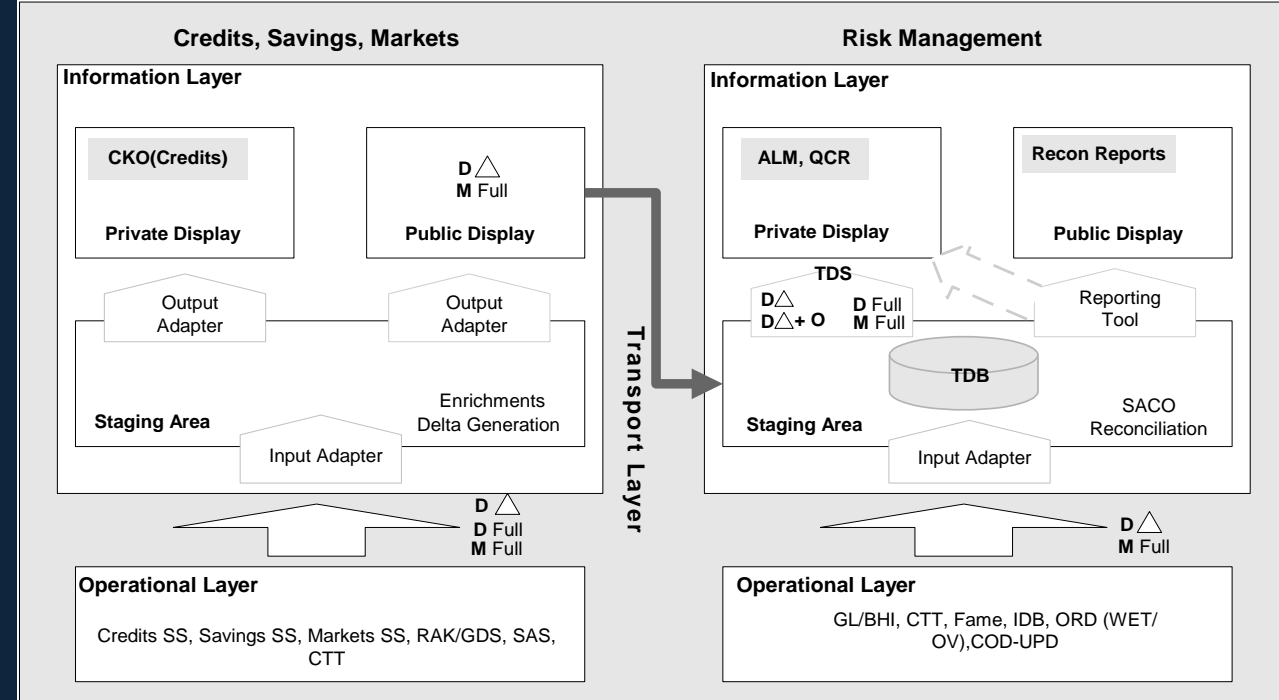 Credits, Savings, Markets
Information Layer
CKO(Credits)
Private Display
D △
M Full
Public Display
Output
Adapter
Output
Adapter
Staging Area
Enrichments
Delta Generation
Input Adapter
D △
D Full
M Full
Operational Layer
Credits SS, Savings SS, Markets SS, RAK/GDS, SAS,
CTT
Transport Layer
Risk Management
Information Layer
ALM, QCR
Private Display
Recon Reports
Public Display
TDS
D△
D△+ O
D Full
M Full
Reporting
Tool
TDB
Staging Area
SACO
Reconciliation
Input Adapter
D △
M Full
Operational Layer
GL/BHI, CTT, Fame, IDB, ORD (WET/
OV),COD-UPD